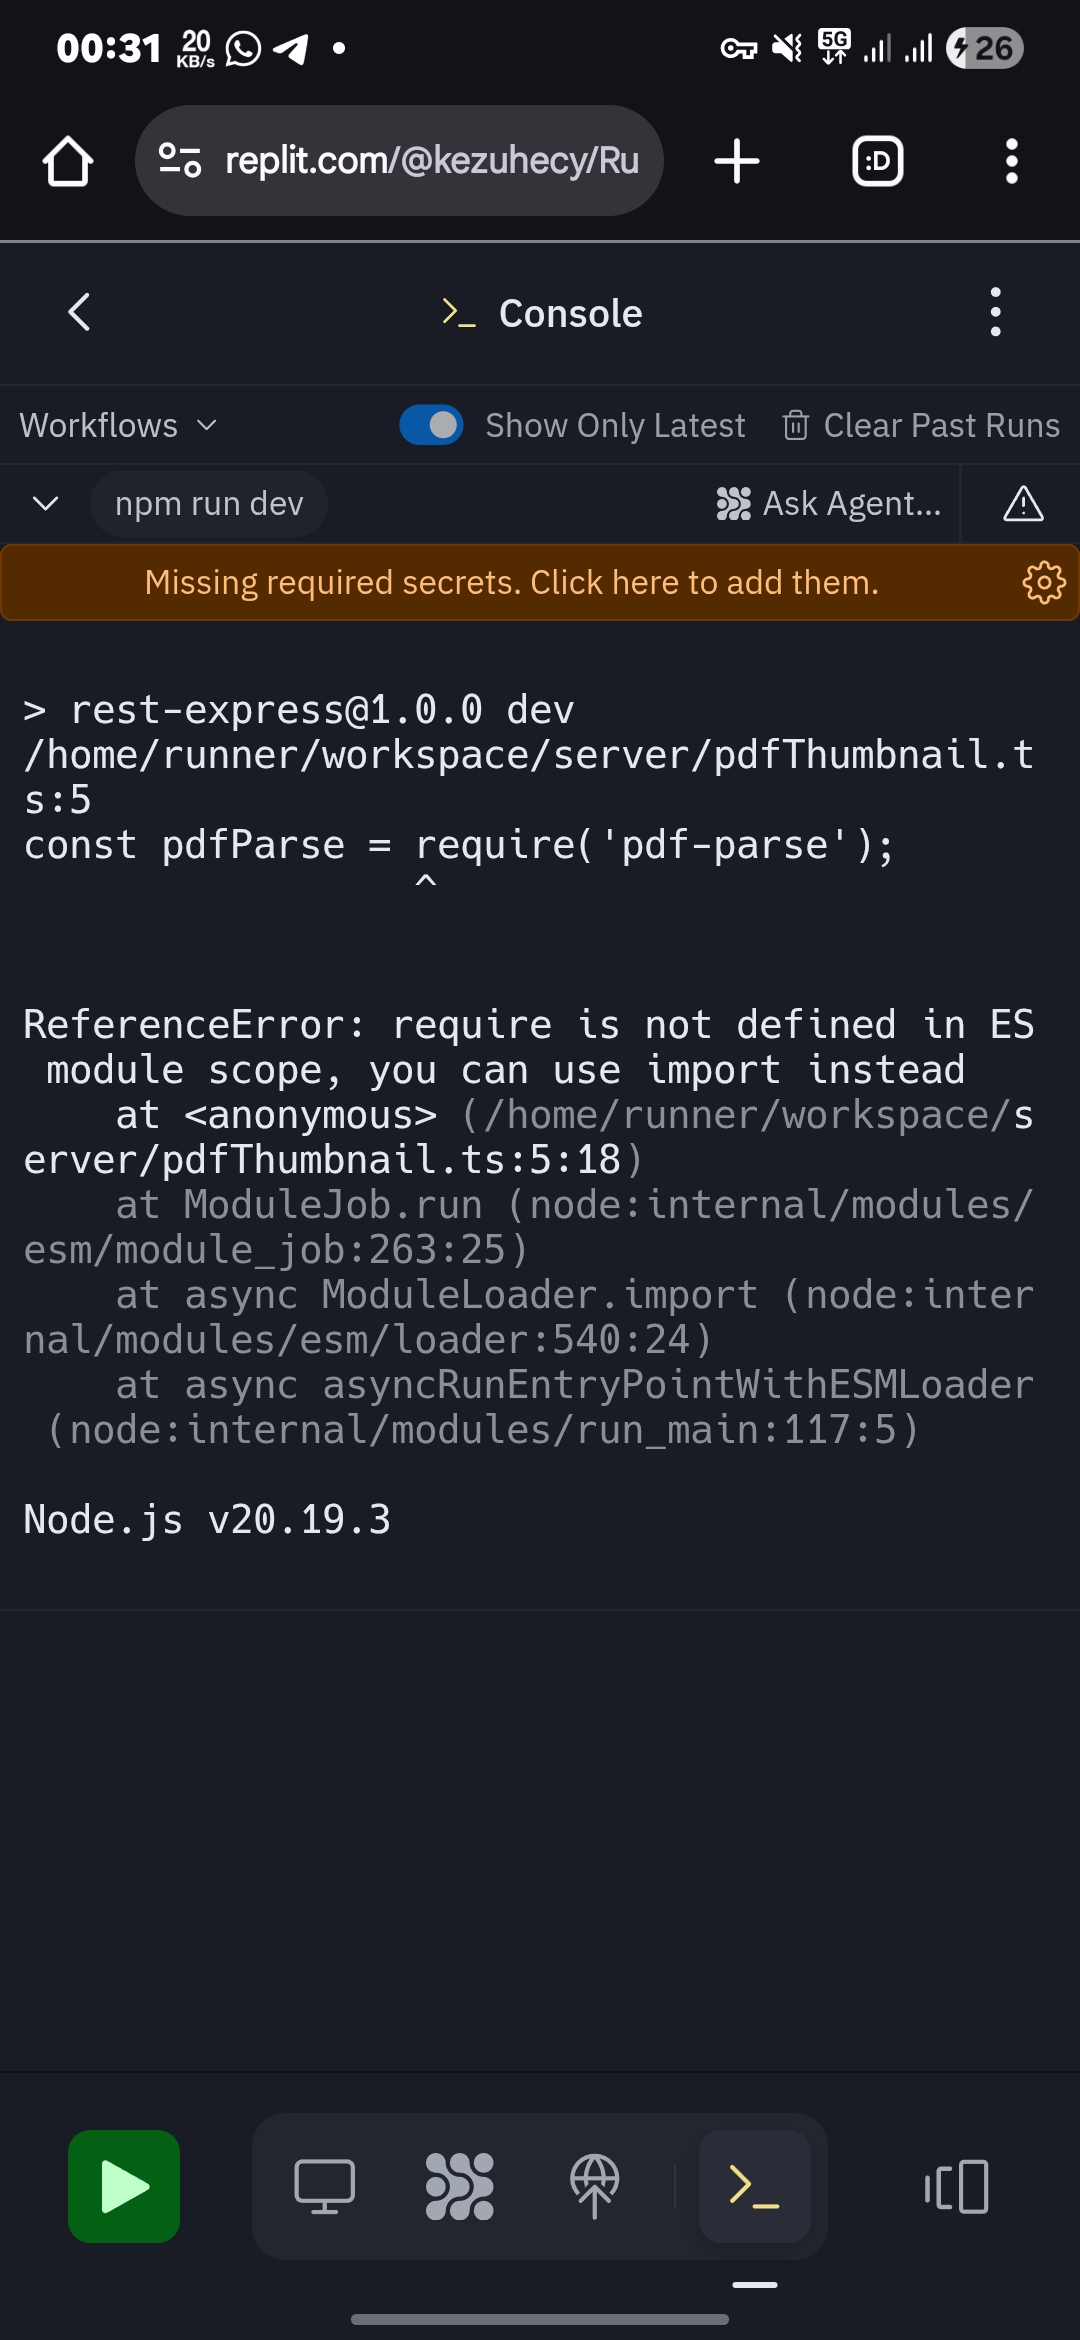 00:31 20 KB/s 5G 26
replit.com/@kezuhecy/Ru :D
Console
Workflows Show Only Latest Clear Past Runs
npm run dev Ask Agent...
Missing required secrets. Click here to add them.
> rest-express@1.0.0 dev
/home/runner/workspace/server/pdfThumbnail.t
s:5
const pdfParse = require('pdf-parse');
^
ReferenceError: require is not defined in ES
module scope, you can use import instead
at <anonymous> (/home/runner/workspace/s
erver/pdfThumbnail.ts:5:18)
at ModuleJob.run (node:internal/modules/
esm/module_job:263:25)
at async ModuleLoader.import (node:inter
nal/modules/esm/loader:540:24)
at async asyncRunEntryPointWithESMLoader
(node:internal/modules/run_main:117:5)
Node.js v20.19.3